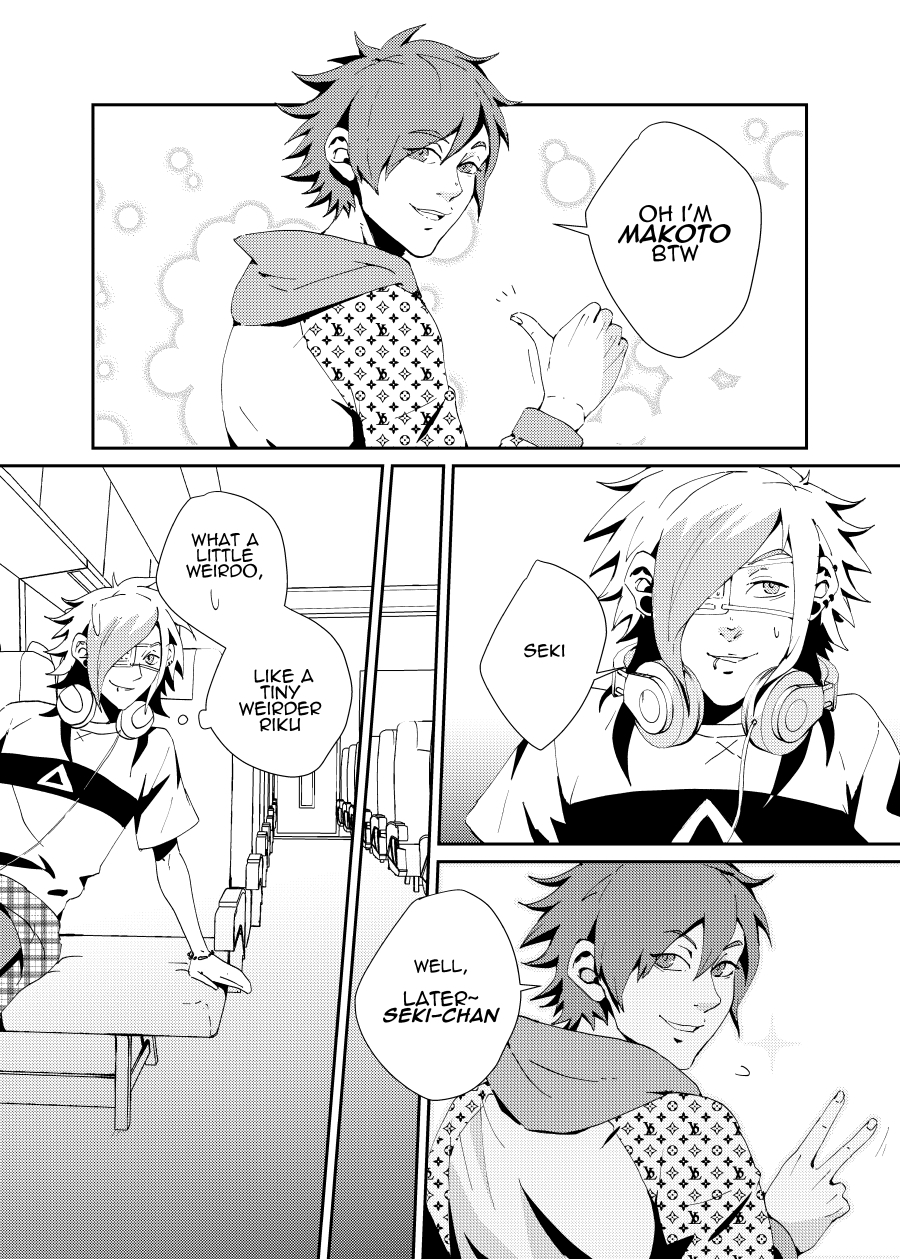 OH I'M
MAKOTO
BTW
WHAT A
LITTLE
WEIRDO,
LIKE A
TINY
WEIRDER
RIKU
SEKI
WELL,
LATER~
SEKI-CHAN